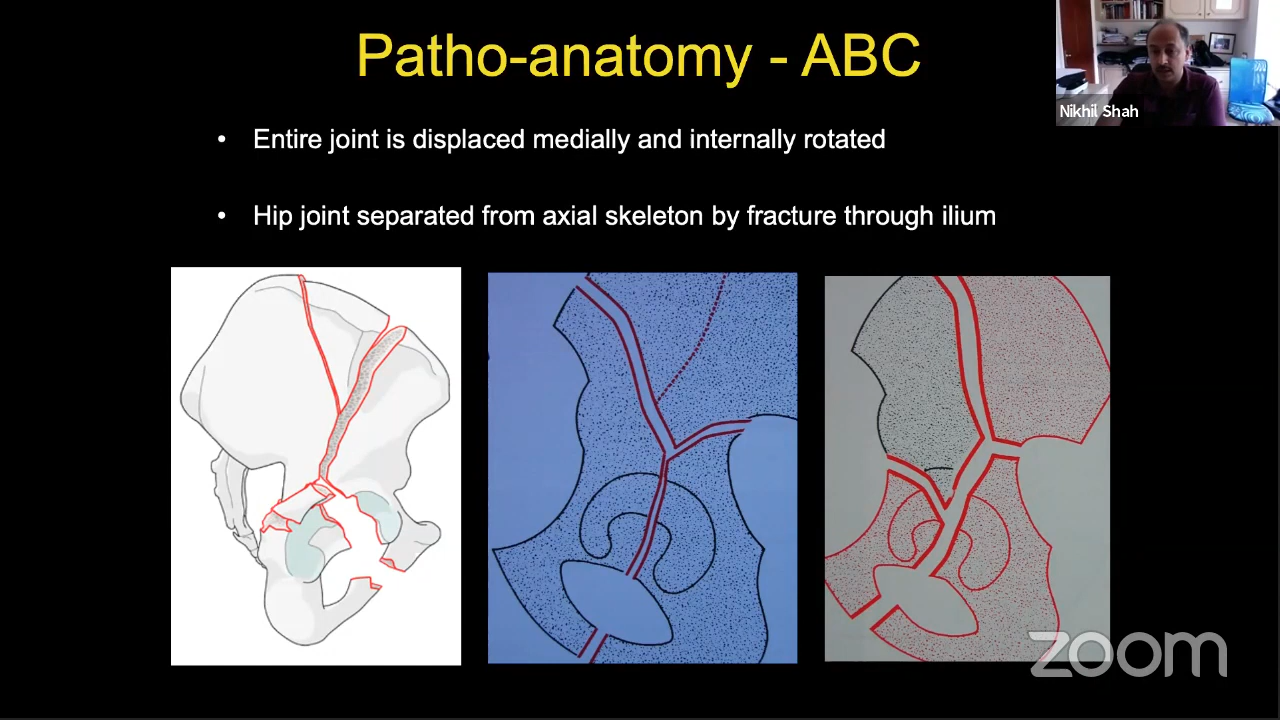 Patho-anatomy - ABC
Nikhil Shah
• Entire joint is displaced medially and internally rotated
• Hip joint separated from axial skeleton by fracture through ilium
zoom